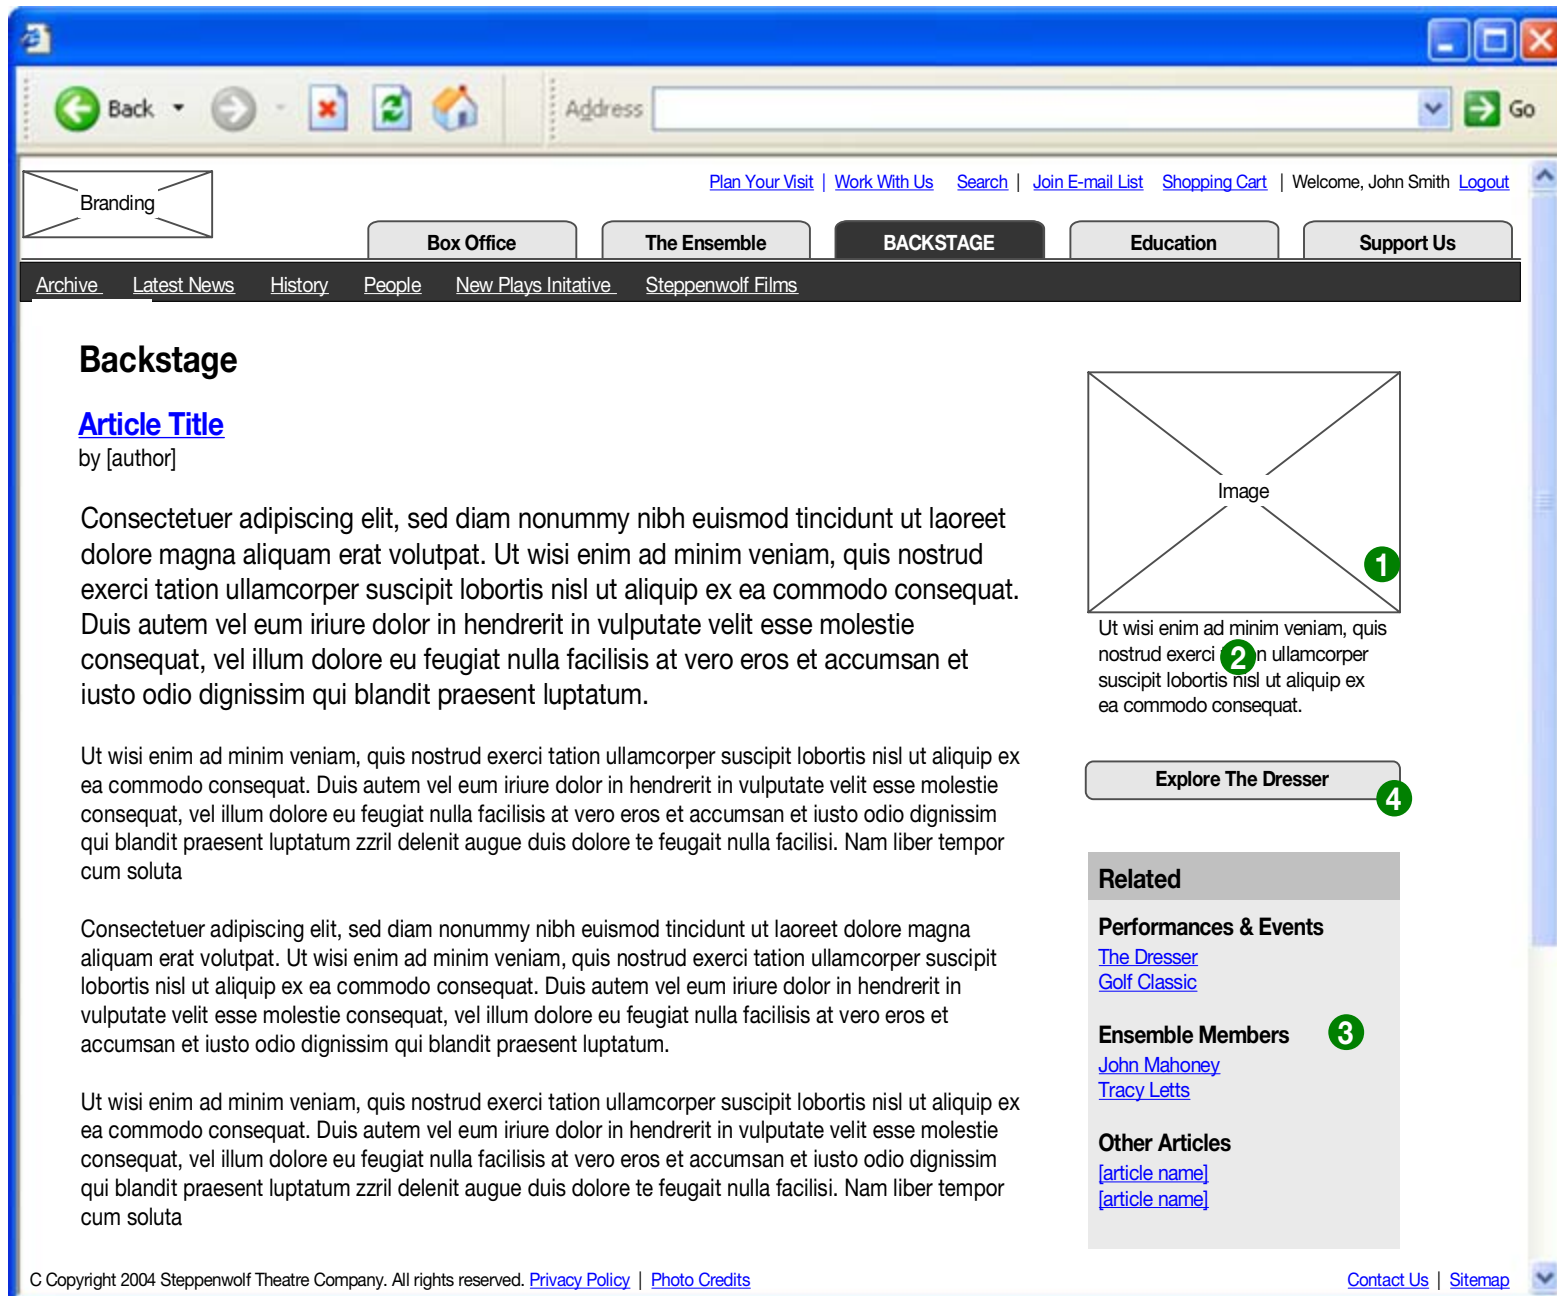 Back
Address
Go
Branding
Plan Your Visit | Work With Us Search | Join E-mail List Shopping Cart | Welcome, John Smith Logout
Box Office The Ensemble BACKSTAGE Education Support Us
Archive Latest News History People New Plays Initative Steppenwolf Films
Backstage
Article Title
by [author]
Consectetuer adipiscing elit, sed diam nonummy nibh euismod tincidunt ut laoreet
dolore magna aliquam erat volutpat. Ut wisi enim ad minim veniam, quis nostrud
exerci tation ullamcorper suscipit lobortis nisl ut aliquip ex ea commodo consequat.
Duis autem vel eum iriure dolor in hendrerit in vulputate velit esse molestie
consequat, vel illum dolore eu feugiat nulla facilisis at vero eros et accumsan et
iusto odio dignissim qui blandit praesent luptatum.
Ut wisi enim ad minim veniam, quis nostrud exerci tation ullamcorper suscipit lobortis nisl ut aliquip ex
ea commodo consequat. Duis autem vel eum iriure dolor in hendrerit in vulputate velit esse molestie
consequat, vel illum dolore eu feugiat nulla facilisis at vero eros et accumsan et iusto odio dignissim
qui blandit praesent luptatum zzril delenit augue duis dolore te feugait nulla facilisi. Nam liber tempor
cum soluta
Consectetuer adipiscing elit, sed diam nonummy nibh euismod tincidunt ut laoreet dolore magna
aliquam erat volutpat. Ut wisi enim ad minim veniam, quis nostrud exerci tation ullamcorper suscipit
lobortis nisl ut aliquip ex ea commodo consequat. Duis autem vel eum iriure dolor in hendrerit in
vulputate velit esse molestie consequat, vel illum dolore eu feugiat nulla facilisis at vero eros et
accumsan et iusto odio dignissim qui blandit praesent luptatum.
Ut wisi enim ad minim veniam, quis nostrud exerci tation ullamcorper suscipit lobortis nisl ut aliquip ex
ea commodo consequat. Duis autem vel eum iriure dolor in hendrerit in vulputate velit esse molestie
consequat, vel illum dolore eu feugiat nulla facilisis at vero eros et accumsan et iusto odio dignissim
qui blandit praesent luptatum zzril delenit augue duis dolore te feugait nulla facilisi. Nam liber tempor
cum soluta
Image
1
Ut wisi enim ad minim veniam, quis
nostrud exerci 2 n ullamcorper
suscipit lobortis nisl ut aliquip ex
ea commodo consequat.
Explore The Dresser
4
Related
Performances & Events
The Dresser
Golf Classic
Ensemble Members 3
John Mahoney
Tracy Letts
Other Articles
[article name]
[article name]
C Copyright 2004 Steppenwolf Theatre Company. All rights reserved. Privacy Policy | Photo Credits
Contact Us | Sitemap